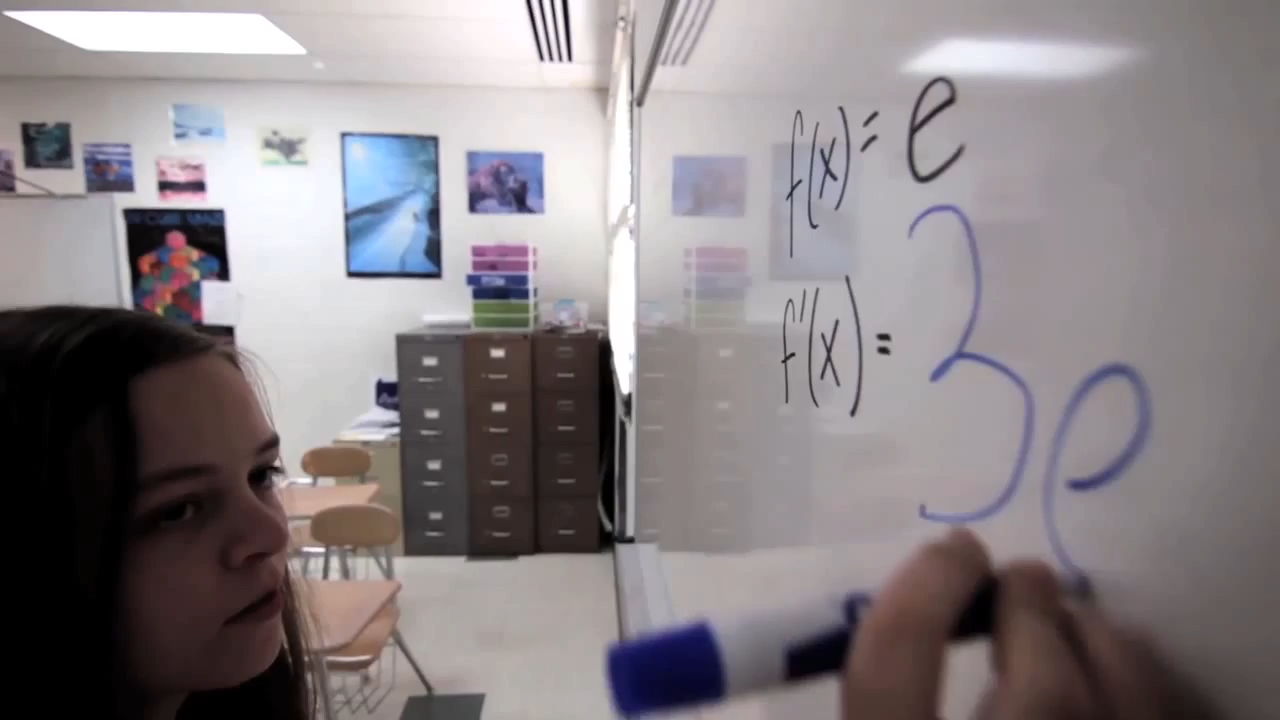 f(x) = e
f'(x) = 3e